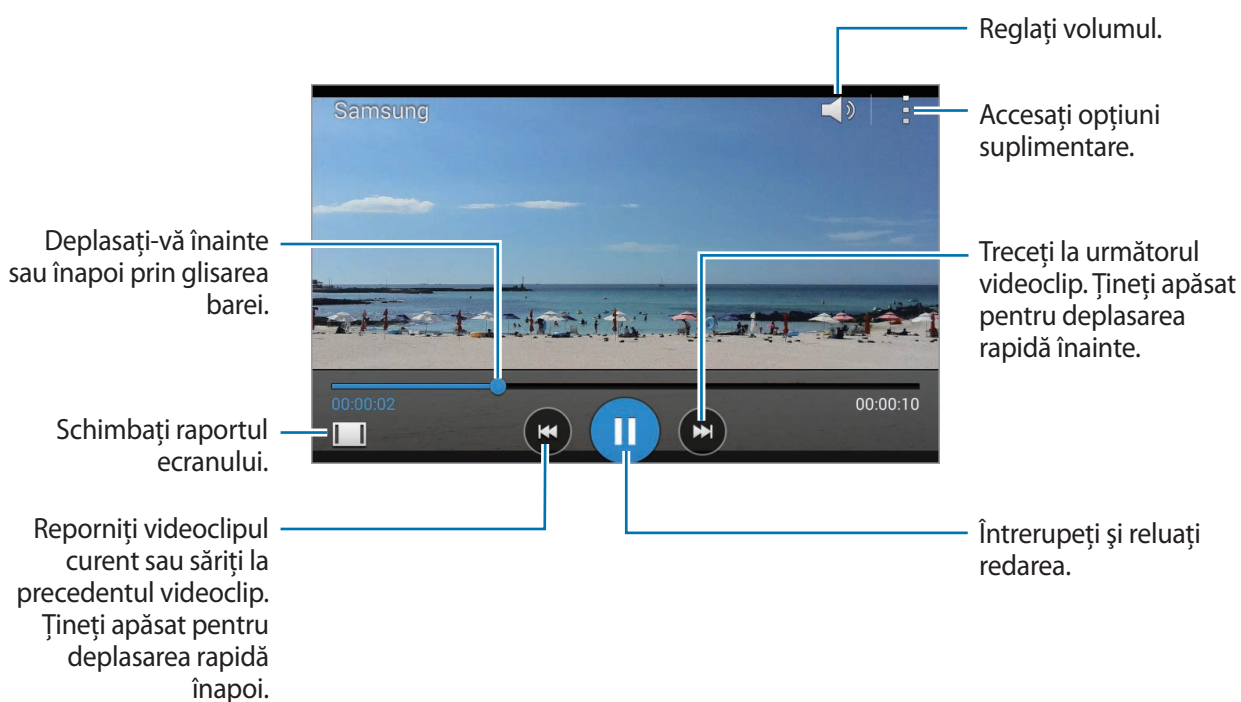 Reglați volumul.
Samsung
Accesați opțiuni
suplimentare.
Deplasați-vă înainte
sau înapoi prin glisarea
barei.
Treceți la următorul
videoclip. Țineți apăsat
pentru deplasarea
rapidă înainte.
00:00:02
00:00:10
Schimbați raportul
ecranului.
Reporniți videoclipul
curent sau săriți la
precedentul videoclip.
Țineți apăsat pentru
deplasarea rapidă
înapoi.
Întrerupeți şi reluați
redarea.